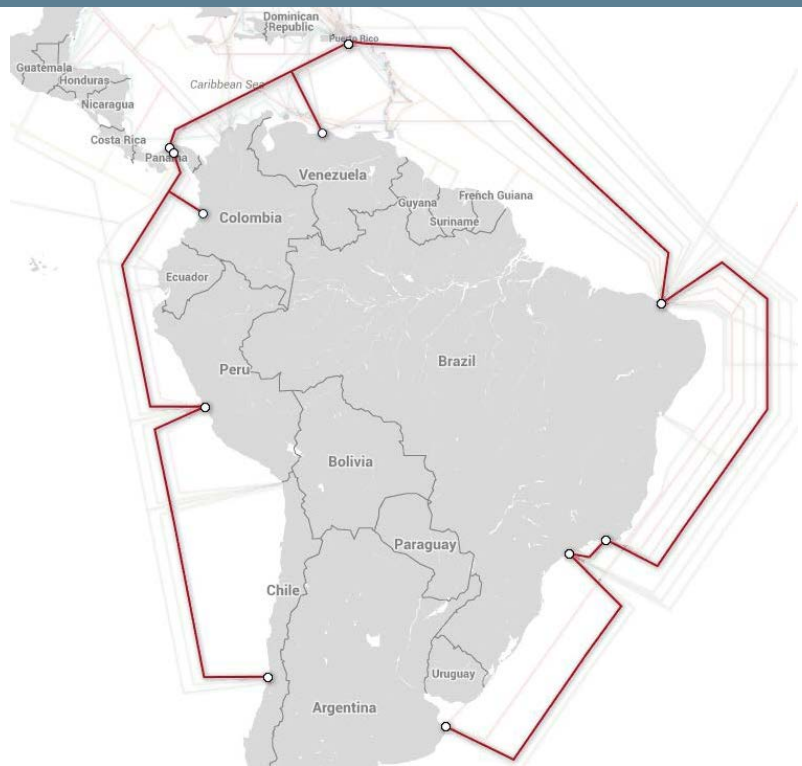 Dominican
Republic
Puerto Rico
Guatemala
Honduras
Caribbean Sea
Nicaragua
Costa Rica
Panama
Venezuela
Guyana
French Guiana
Suriname
Colombia
Ecuador
Peru
Brazil
Bolivia
Paraguay
Chile
Uruguay
Argentina